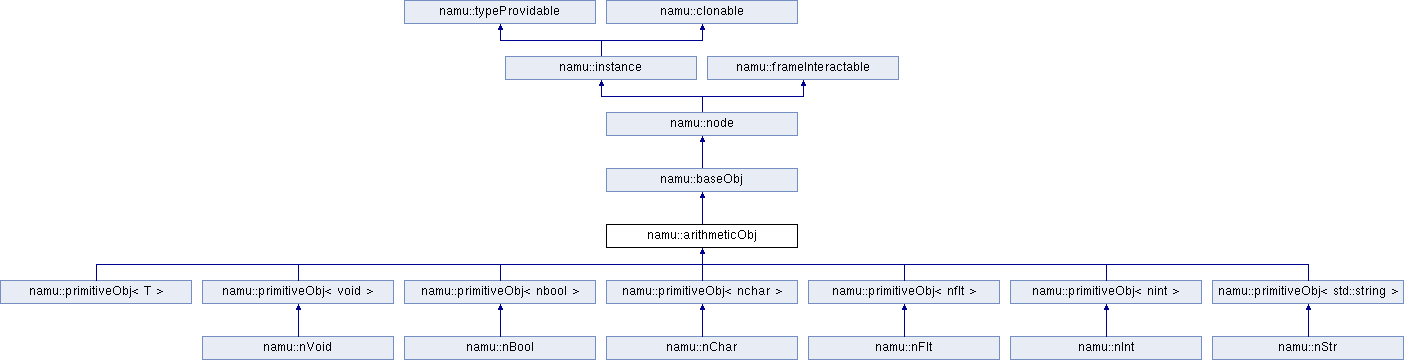 namu::typeProvidable
namu::clonable
namu::instance
namu::frameInteractable
namu::node
namu::baseObj
namu::arithmeticObj
namu::primitiveObj< T >
namu::primitiveObj< void >
namu::primitiveObj< nbool >
namu::primitiveObj< nchar >
namu::primitiveObj< nflt >
namu::primitiveObj< nint >
namu::primitiveObj< std::string >
namu::nVoid
namu::nBool
namu::nChar
namu::nFlt
namu::nInt
namu::nStr